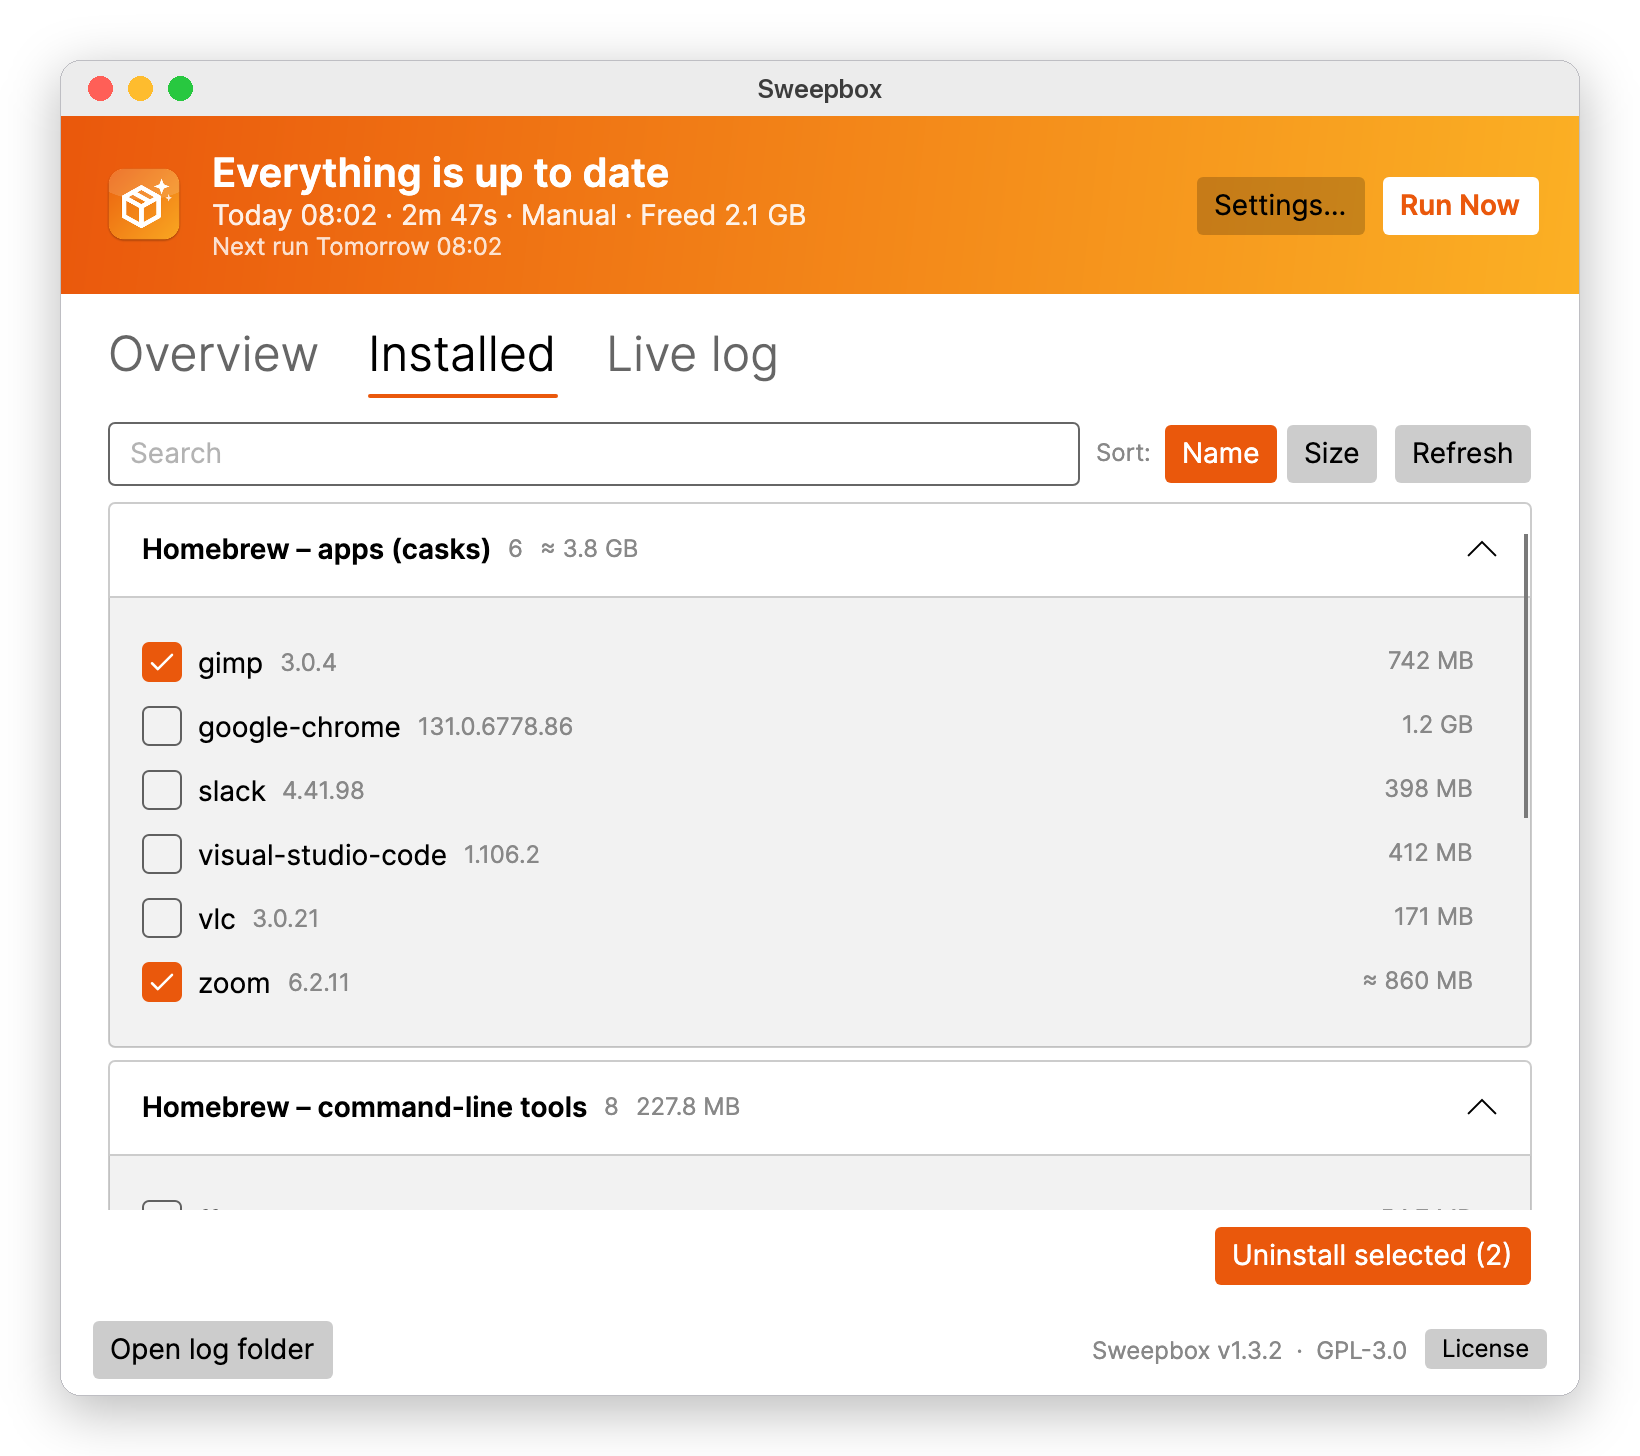 Sweepbox
Everything is up to date
Today 08:02 · 2m 47s · Manual · Freed 2.1 GB
Next run Tomorrow 08:02
Settings...
Run Now
Overview
Installed
Live log
Search
Sort:
Name
Size
Refresh
Homebrew – apps (casks) 6 ≈ 3.8 GB
gimp 3.0.4 742 MB
google-chrome 131.0.6778.86 1.2 GB
slack 4.41.98 398 MB
visual-studio-code 1.106.2 412 MB
vlc 3.0.21 171 MB
zoom 6.2.11 ≈ 860 MB
Homebrew – command-line tools 8 227.8 MB
Uninstall selected (2)
Open log folder
Sweepbox v1.3.2 · GPL-3.0
License